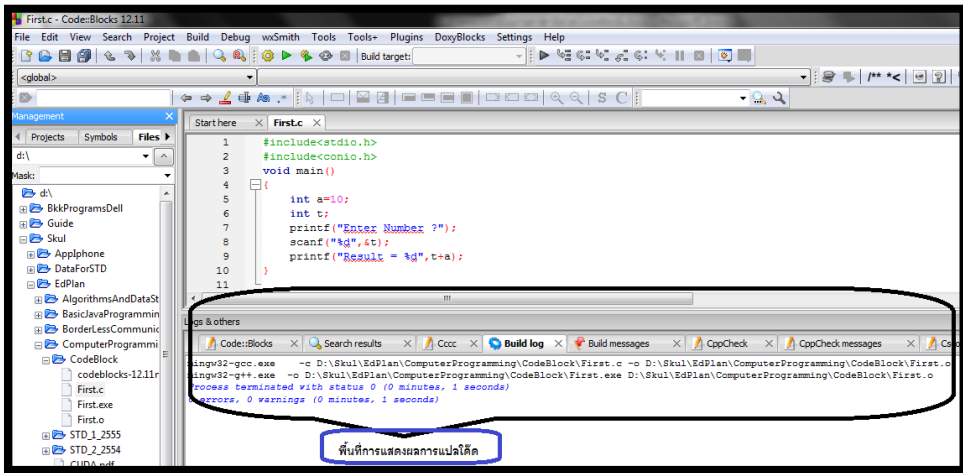 First.c - Code::Blocks 12.11
File Edit View Search Project Build Debug wxSmith Tools Tools+ Plugins DoxyBlocks Settings Help
Build target:
<global>
/** *<
S C
Management
Projects Symbols Files
d:\
Mask:
d:\
BkkProgramsDell
Guide
Skul
AppIphone
DataForSTD
EdPlan
AlgorithmsAndDataSt
BasicJavaProgrammin
BorderLessCommunic
ComputerProgrammi
CodeBlock
codeblocks-12.11r
First.c
First.exe
First.o
STD_1_2555
STD_2_2554
CUDA.pdf
Start here First.c
1 #include<stdio.h>
2 #include<conio.h>
3 void main()
4 {
5 int a=10;
6 int t;
7 printf("Enter Number ?");
8 scanf("%d",&t);
9 printf("Result = %d",t+a);
10 }
11
Logs & others
Code::Blocks Search results Cccc Build log Build messages CppCheck CppCheck messages
mingw32-gcc.exe -c D:\Skul\EdPlan\ComputerProgramming\CodeBlock\First.c -o D:\Skul\EdPlan\ComputerProgramming\CodeBlock\First.o
mingw32-g++.exe -o D:\Skul\EdPlan\ComputerProgramming\CodeBlock\First.exe D:\Skul\EdPlan\ComputerProgramming\CodeBlock\First.o
Process terminated with status 0 (0 minutes, 1 seconds)
0 errors, 0 warnings (0 minutes, 1 seconds)
พื้นที่การแสดงผลการแปลโค๊ด